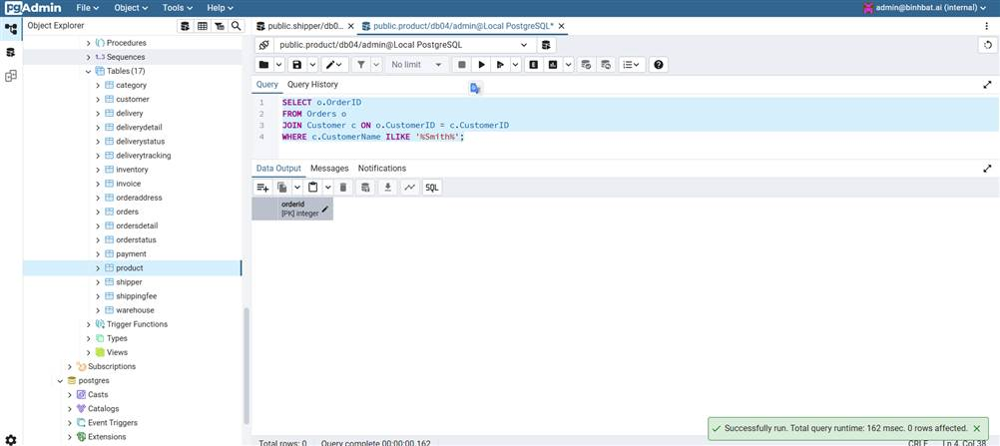 pgAdmin File Object Tools Help admin@binhbat.ai (internal)
Object Explorer
public.shipper/db0... public.product/db04/admin@Local PostgreSQL*
Procedures
1..3 Sequences
Tables (17)
category
customer
delivery
deliverydetail
deliverystatus
deliverytracking
inventory
invoice
orderaddress
orders
ordersdetail
orderstatus
payment
product
shipper
shippingfee
warehouse
Trigger Functions
Types
Views
Subscriptions
postgres
Casts
Catalogs
Event Triggers
Extensions
public.product/db04/admin@Local PostgreSQL
No limit
Query Query History
1 SELECT o.OrderID
2 FROM Orders o
3 JOIN Customer c ON o.CustomerID = c.CustomerID
4 WHERE c.CustomerName ILIKE '%Smith%';
Data Output Messages Notifications
SQL
orderid
[PK] integer
Successfully run. Total query runtime: 162 msec. 0 rows affected.
Total rows: 0 Query complete 00:00:00.162 CRLF Ln 4, Col 38